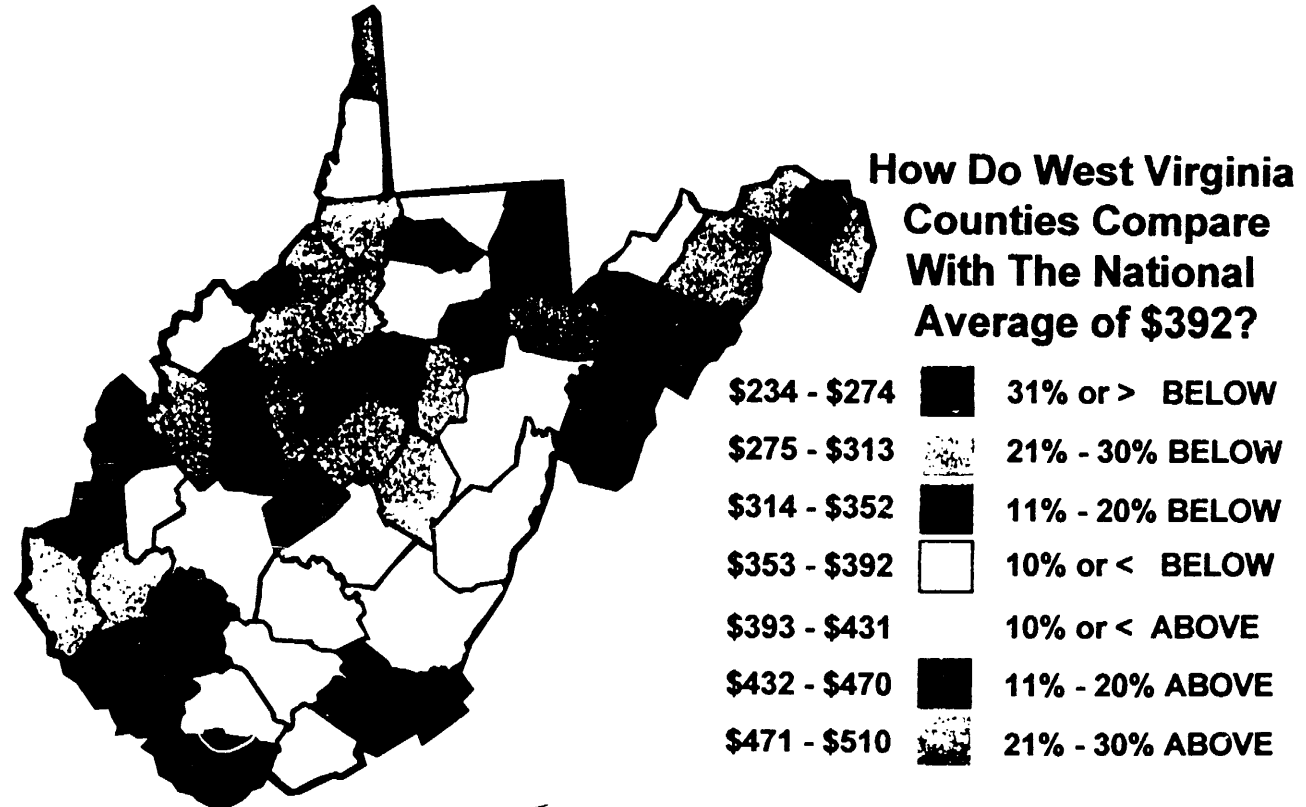 How Do West Virginia
Counties Compare
With The National
Average of $392?
$234 - $274 31% or > BELOW
$275 - $313 21% - 30% BELOW
$314 - $352 11% - 20% BELOW
$353 - $392 10% or < BELOW
$393 - $431 10% or < ABOVE
$432 - $470 11% - 20% ABOVE
$471 - $510 21% - 30% ABOVE